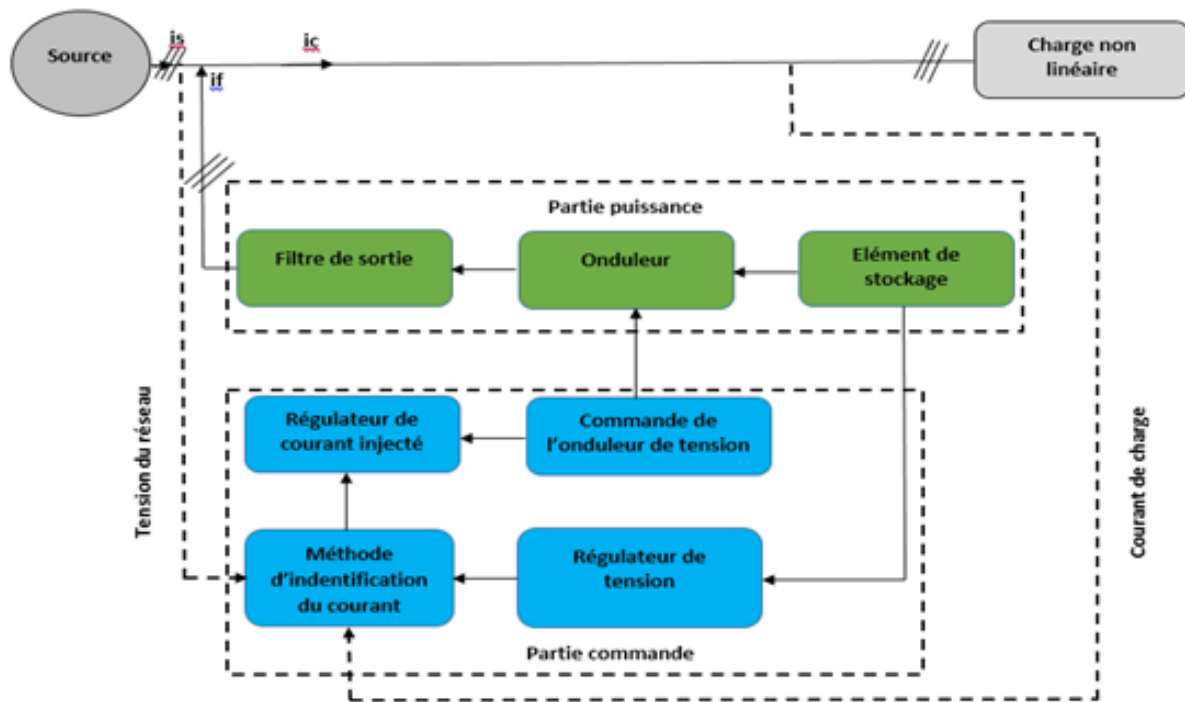 Source
is
ic
if
Charge non
linéaire
Partie puissance
Filtre de sortie
Onduleur
Elément de
stockage
Tension du réseau
Régulateur de
courant injecté
Commande de
l'onduleur de tension
Courant de charge
Méthode
d'indentification
du courant
Régulateur de
tension
Partie commande